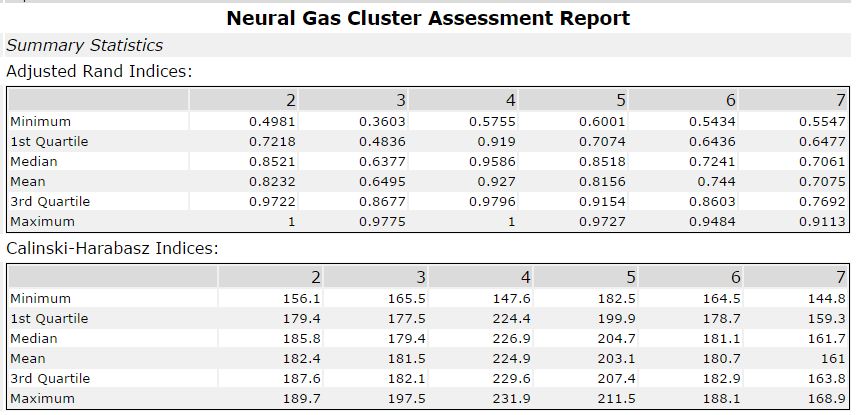 Neural Gas Cluster Assessment Report
Summary Statistics
Adjusted Rand Indices:
2 3 4 5 6 7
Minimum 0.4981 0.3603 0.5755 0.6001 0.5434 0.5547
1st Quartile 0.7218 0.4836 0.919 0.7074 0.6436 0.6477
Median 0.8521 0.6377 0.9586 0.8518 0.7241 0.7061
Mean 0.8232 0.6495 0.927 0.8156 0.744 0.7075
3rd Quartile 0.9722 0.8677 0.9796 0.9154 0.8603 0.7692
Maximum 1 0.9775 1 0.9727 0.9484 0.9113
Calinski-Harabasz Indices:
2 3 4 5 6 7
Minimum 156.1 165.5 147.6 182.5 164.5 144.8
1st Quartile 179.4 177.5 224.4 199.9 178.7 159.3
Median 185.8 179.4 226.9 204.7 181.1 161.7
Mean 182.4 181.5 224.9 203.1 180.7 161
3rd Quartile 187.6 182.1 229.6 207.4 182.9 163.8
Maximum 189.7 197.5 231.9 211.5 188.1 168.9